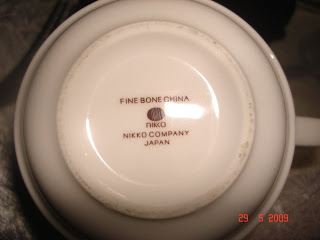 FINE BONE CHINA
NIKKO
NIKKO COMPANY
JAPAN
29 5 2009